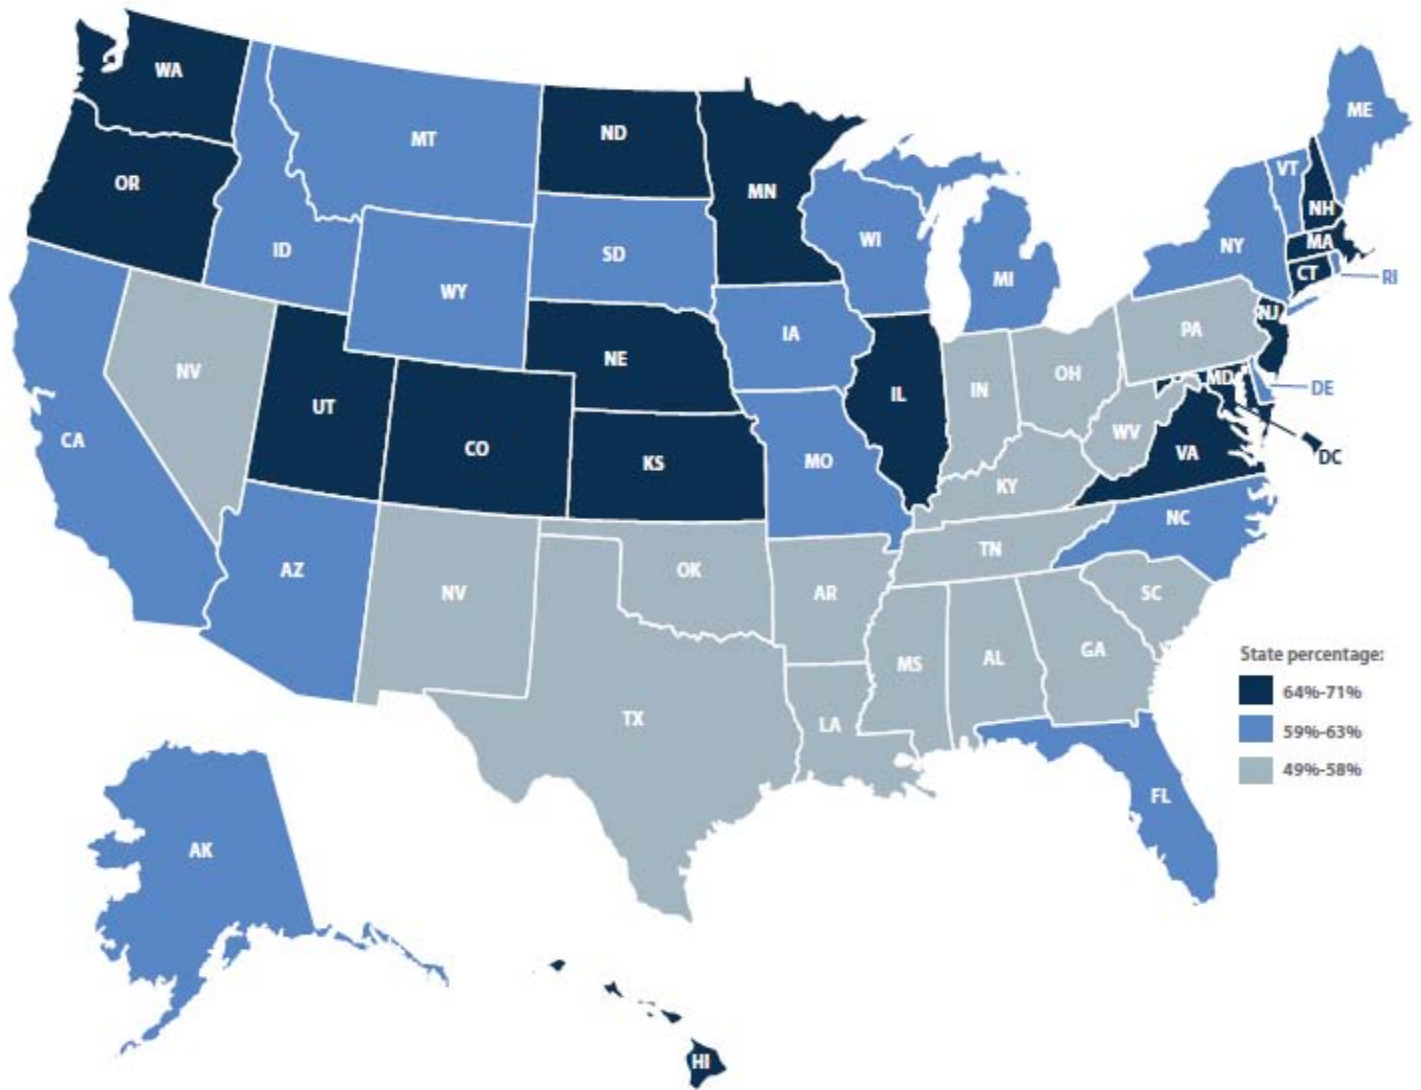 WA
ME
ND
MT
VT
OR
MN
NH
WI
MA
NY
ID
SD
CT
RI
MI
WY
NJ
PA
IA
NE
NV
OH
MD
DE
IN
IL
UT
CA
WV
CO
VA
DC
KS
MO
KY
NC
TN
AZ
OK
NV
AR
SC
GA
AL
MS
State percentage:
64%-71%
TX
LA
59%-63%
49%-58%
FL
AK
HI